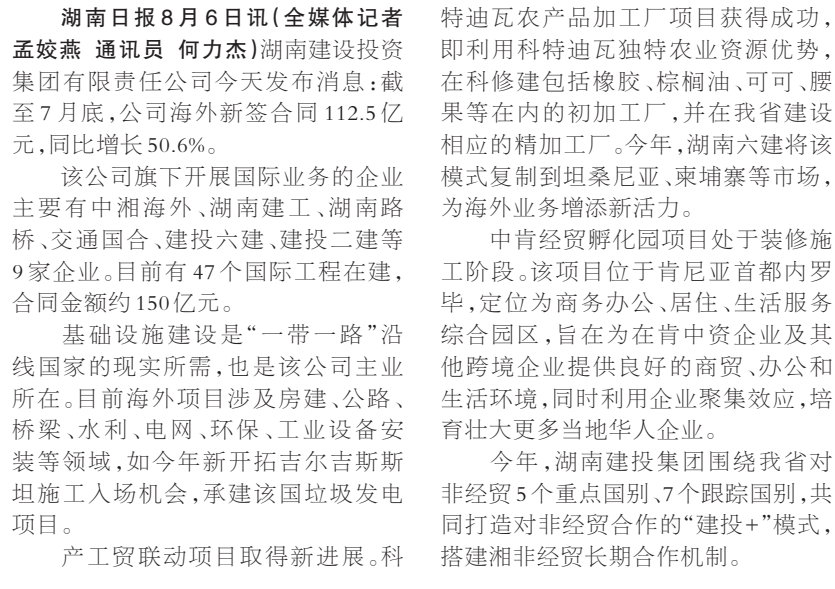 湖南日报8月6日讯(全媒体记者
孟姣燕 通讯员 何力杰)湖南建设投资
集团有限责任公司今天发布消息:截
至7月底,公司海外新签合同112.5亿
元,同比增长50.6%。
该公司旗下开展国际业务的企业
主要有中湘海外、湖南建工、湖南路
桥、交通国合、建投六建、建投二建等
9家企业。目前有47个国际工程在建,
合同金额约150亿元。
基础设施建设是“一带一路”沿
线国家的现实所需,也是该公司主业
所在。目前海外项目涉及房建、公路、
桥梁、水利、电网、环保、工业设备安
装等领域,如今年新开拓吉尔吉斯斯
坦施工入场机会,承建该国垃圾发电
项目。
产工贸联动项目取得新进展。科
特迪瓦农产品加工厂项目获得成功,
即利用科特迪瓦独特农业资源优势,
在科修建包括橡胶、棕榈油、可可、腰
果等在内的初加工厂,并在我省建设
相应的精加工厂。今年,湖南六建将该
模式复制到坦桑尼亚、柬埔寨等市场,
为海外业务增添新活力。
中肯经贸孵化园项目处于装修施
工阶段。该项目位于肯尼亚首都内罗
毕,定位为商务办公、居住、生活服务
综合园区,旨在为在肯中资企业及其
他跨境企业提供良好的商贸、办公和
生活环境,同时利用企业聚集效应,培
育壮大更多当地华人企业。
今年,湖南建投集团围绕我省对
非经贸5个重点国别、7个跟踪国别,共
同打造对非经贸合作的“建投+”模式,
搭建湘非经贸长期合作机制。